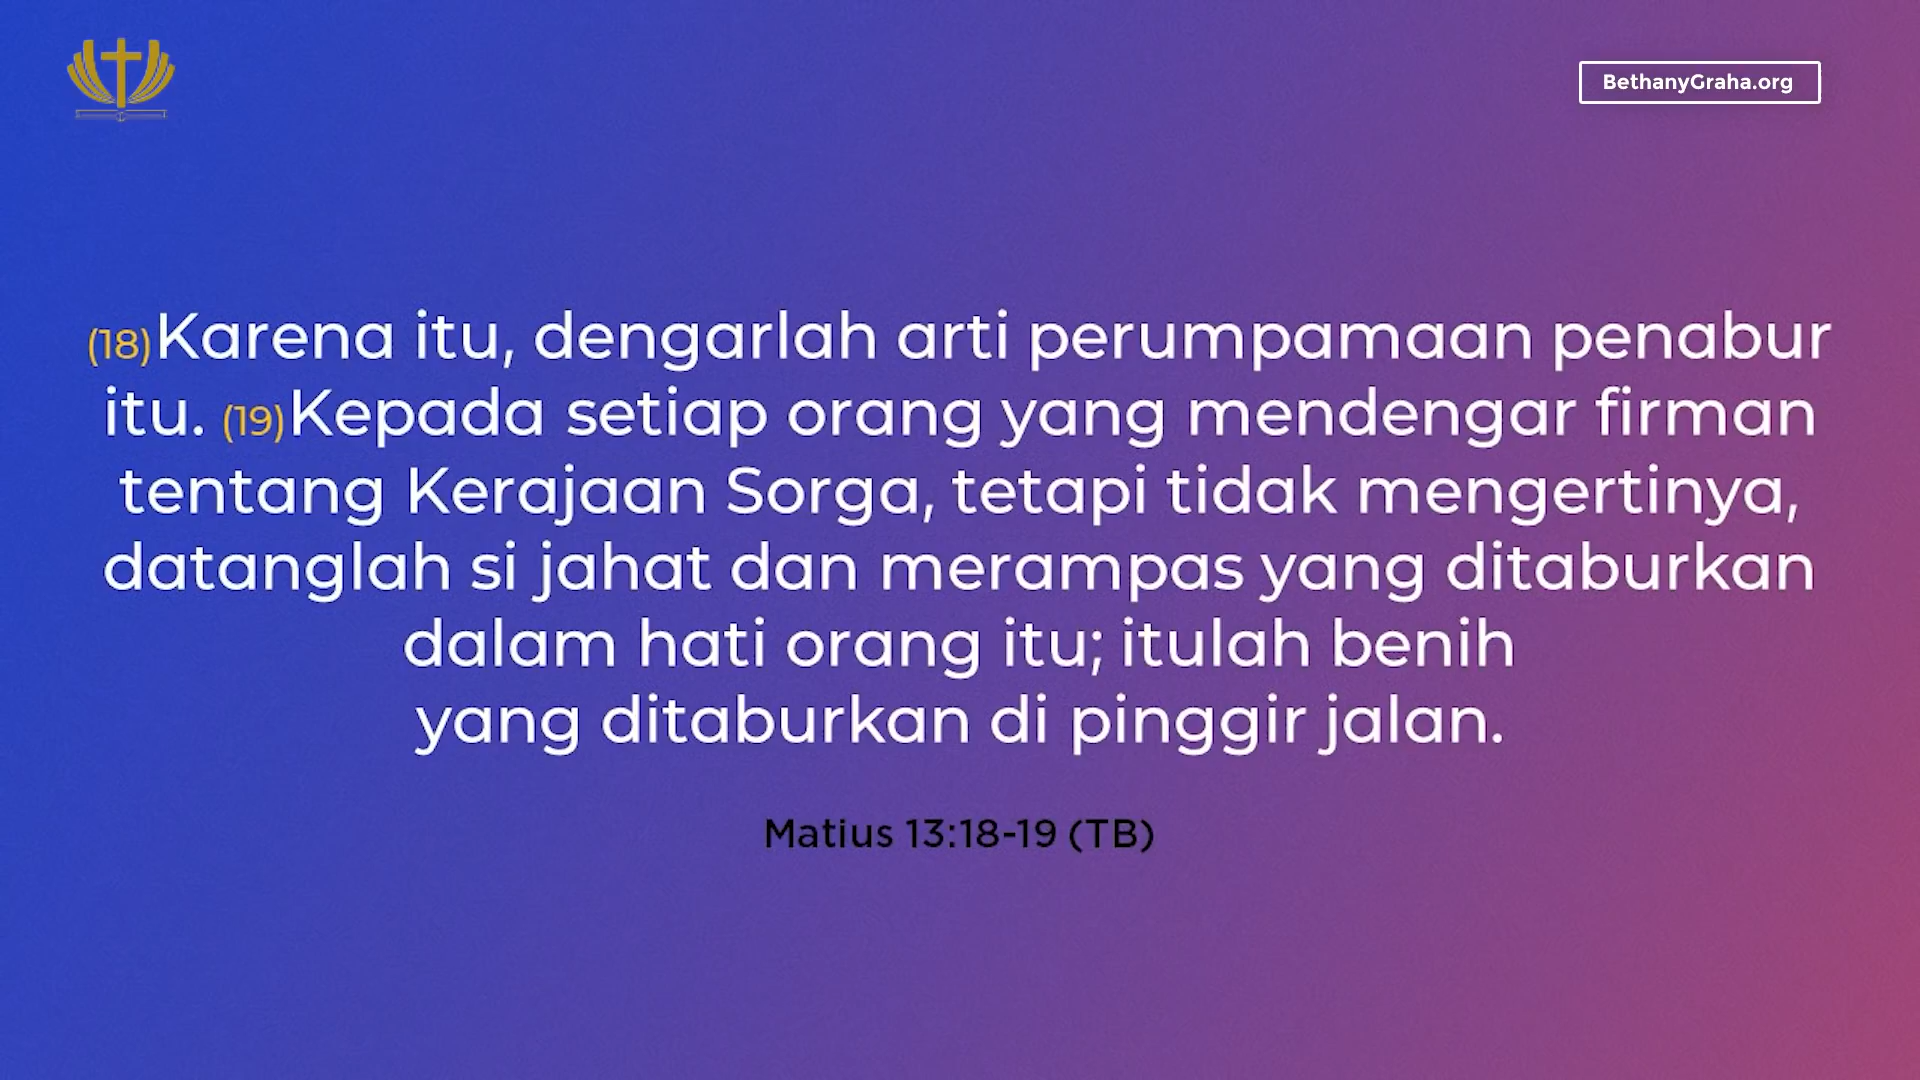 BethanyGraha.org
(18)Karena itu, dengarlah arti perumpamaan penabur
itu. (19)Kepada setiap orang yang mendengar firman
tentang Kerajaan Sorga, tetapi tidak mengertinya,
datanglah si jahat dan merampas yang ditaburkan
dalam hati orang itu; itulah benih
yang ditaburkan di pinggir jalan.
Matius 13:18-19 (TB)